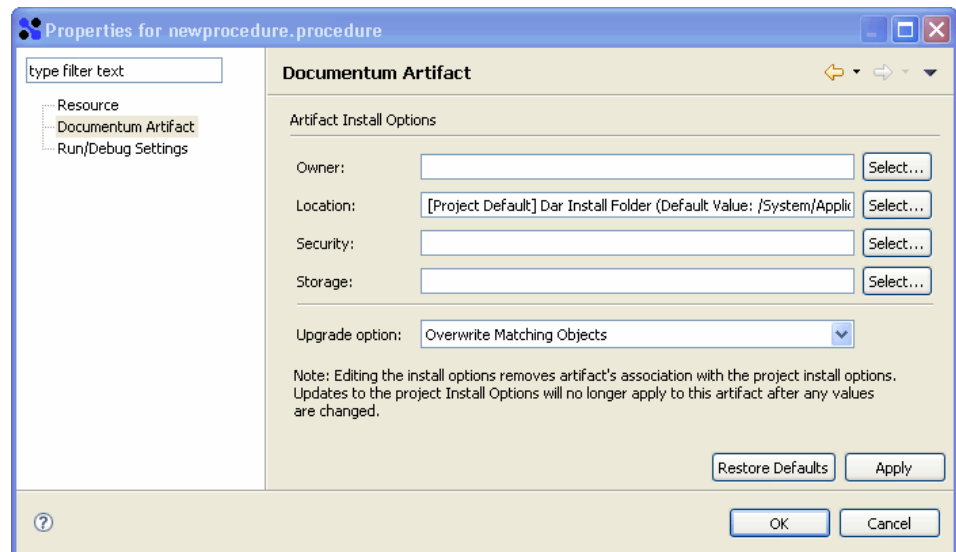 Properties for newprocedure.procedure
type filter text
Resource
Documentum Artifact
Run/Debug Settings
Documentum Artifact
Artifact Install Options
Owner:
Select...
Location:
[Project Default] Dar Install Folder (Default Value: /System/Applic
Select...
Security:
Select...
Storage:
Select...
Upgrade option:
Overwrite Matching Objects
Note: Editing the install options removes artifact's association with the project install options.
Updates to the project Install Options will no longer apply to this artifact after any values
are changed.
Restore Defaults
Apply
?
OK
Cancel